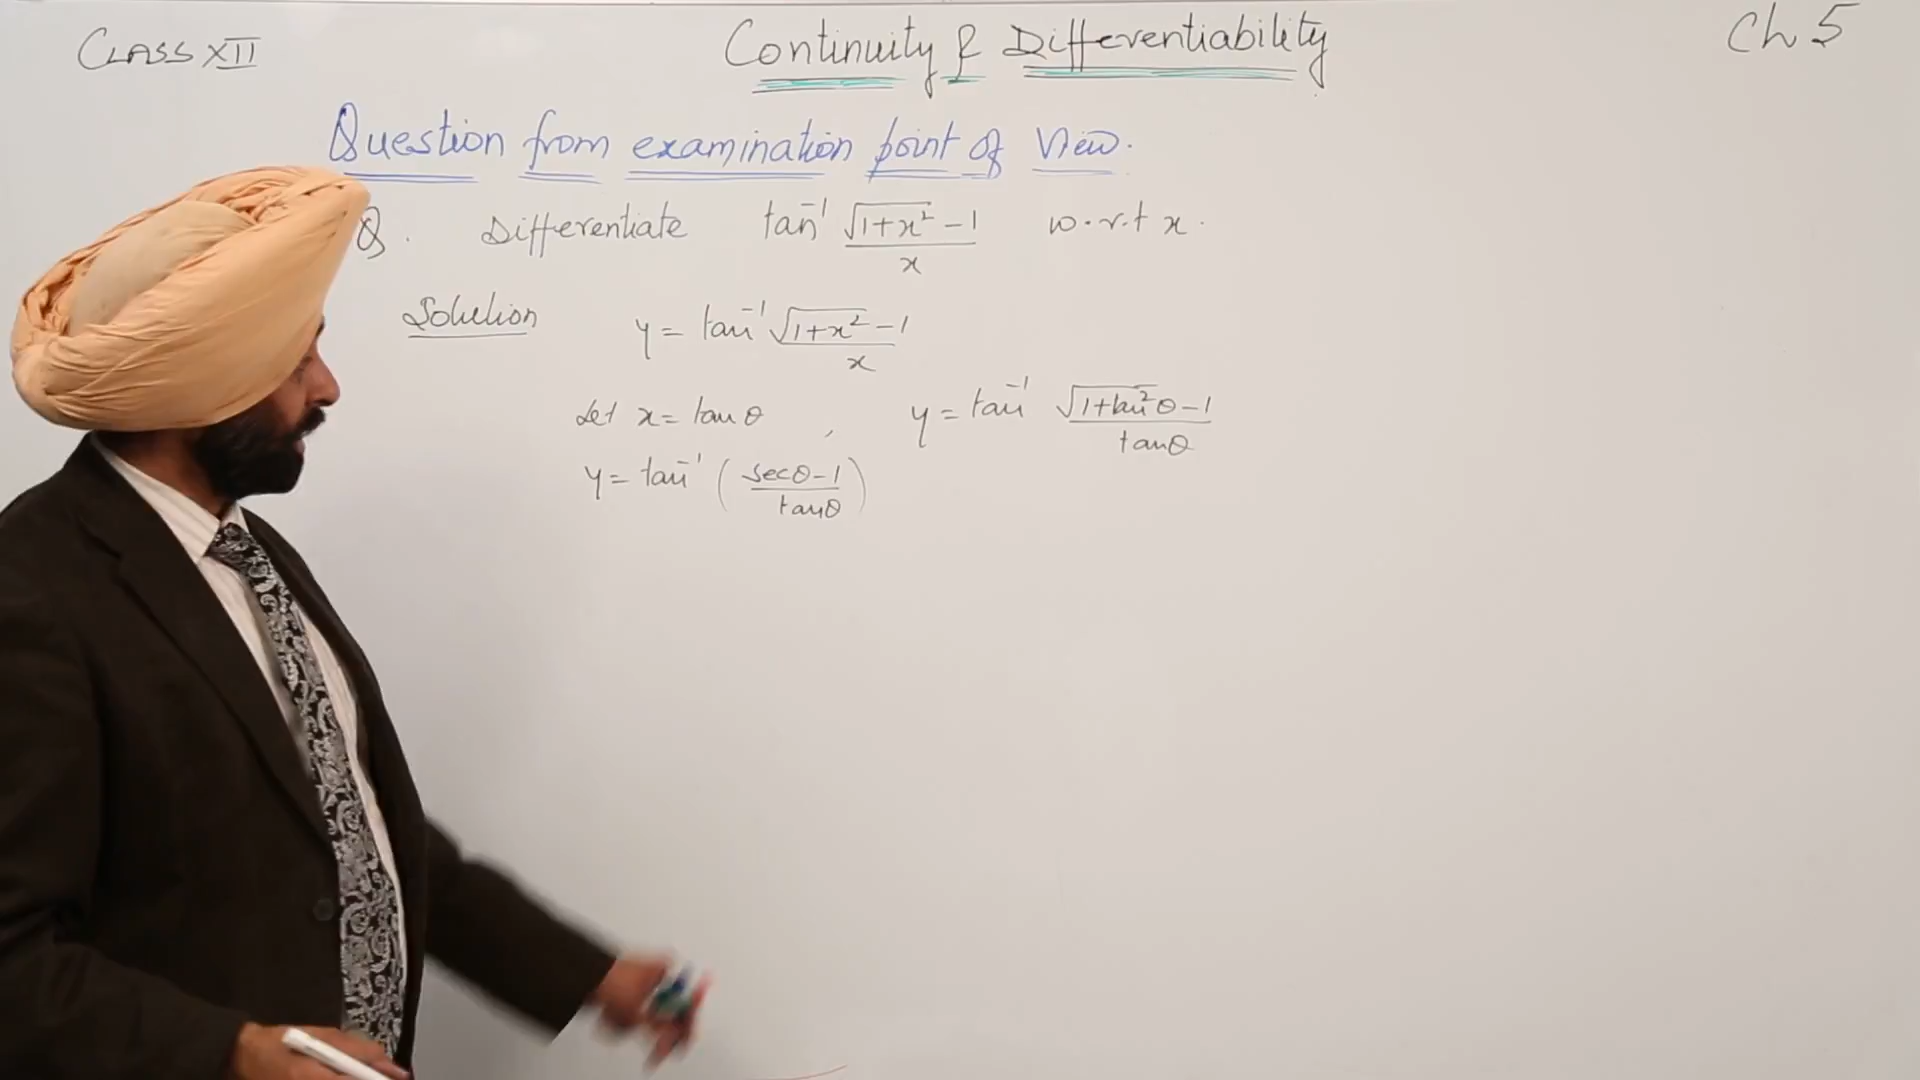 CLASS XII Continuity & Differentiability Ch 5
Question from examination point of View.
Q. Differentiate tan⁻¹ (√(1+x²) - 1)/x w.r.t x.
Solution y = tan⁻¹ (√(1+x²) - 1)/x
Let x = tan θ , y = tan⁻¹ (√(1+tan²θ) - 1)/tanθ
y = tan⁻¹ ((secθ - 1)/tanθ)